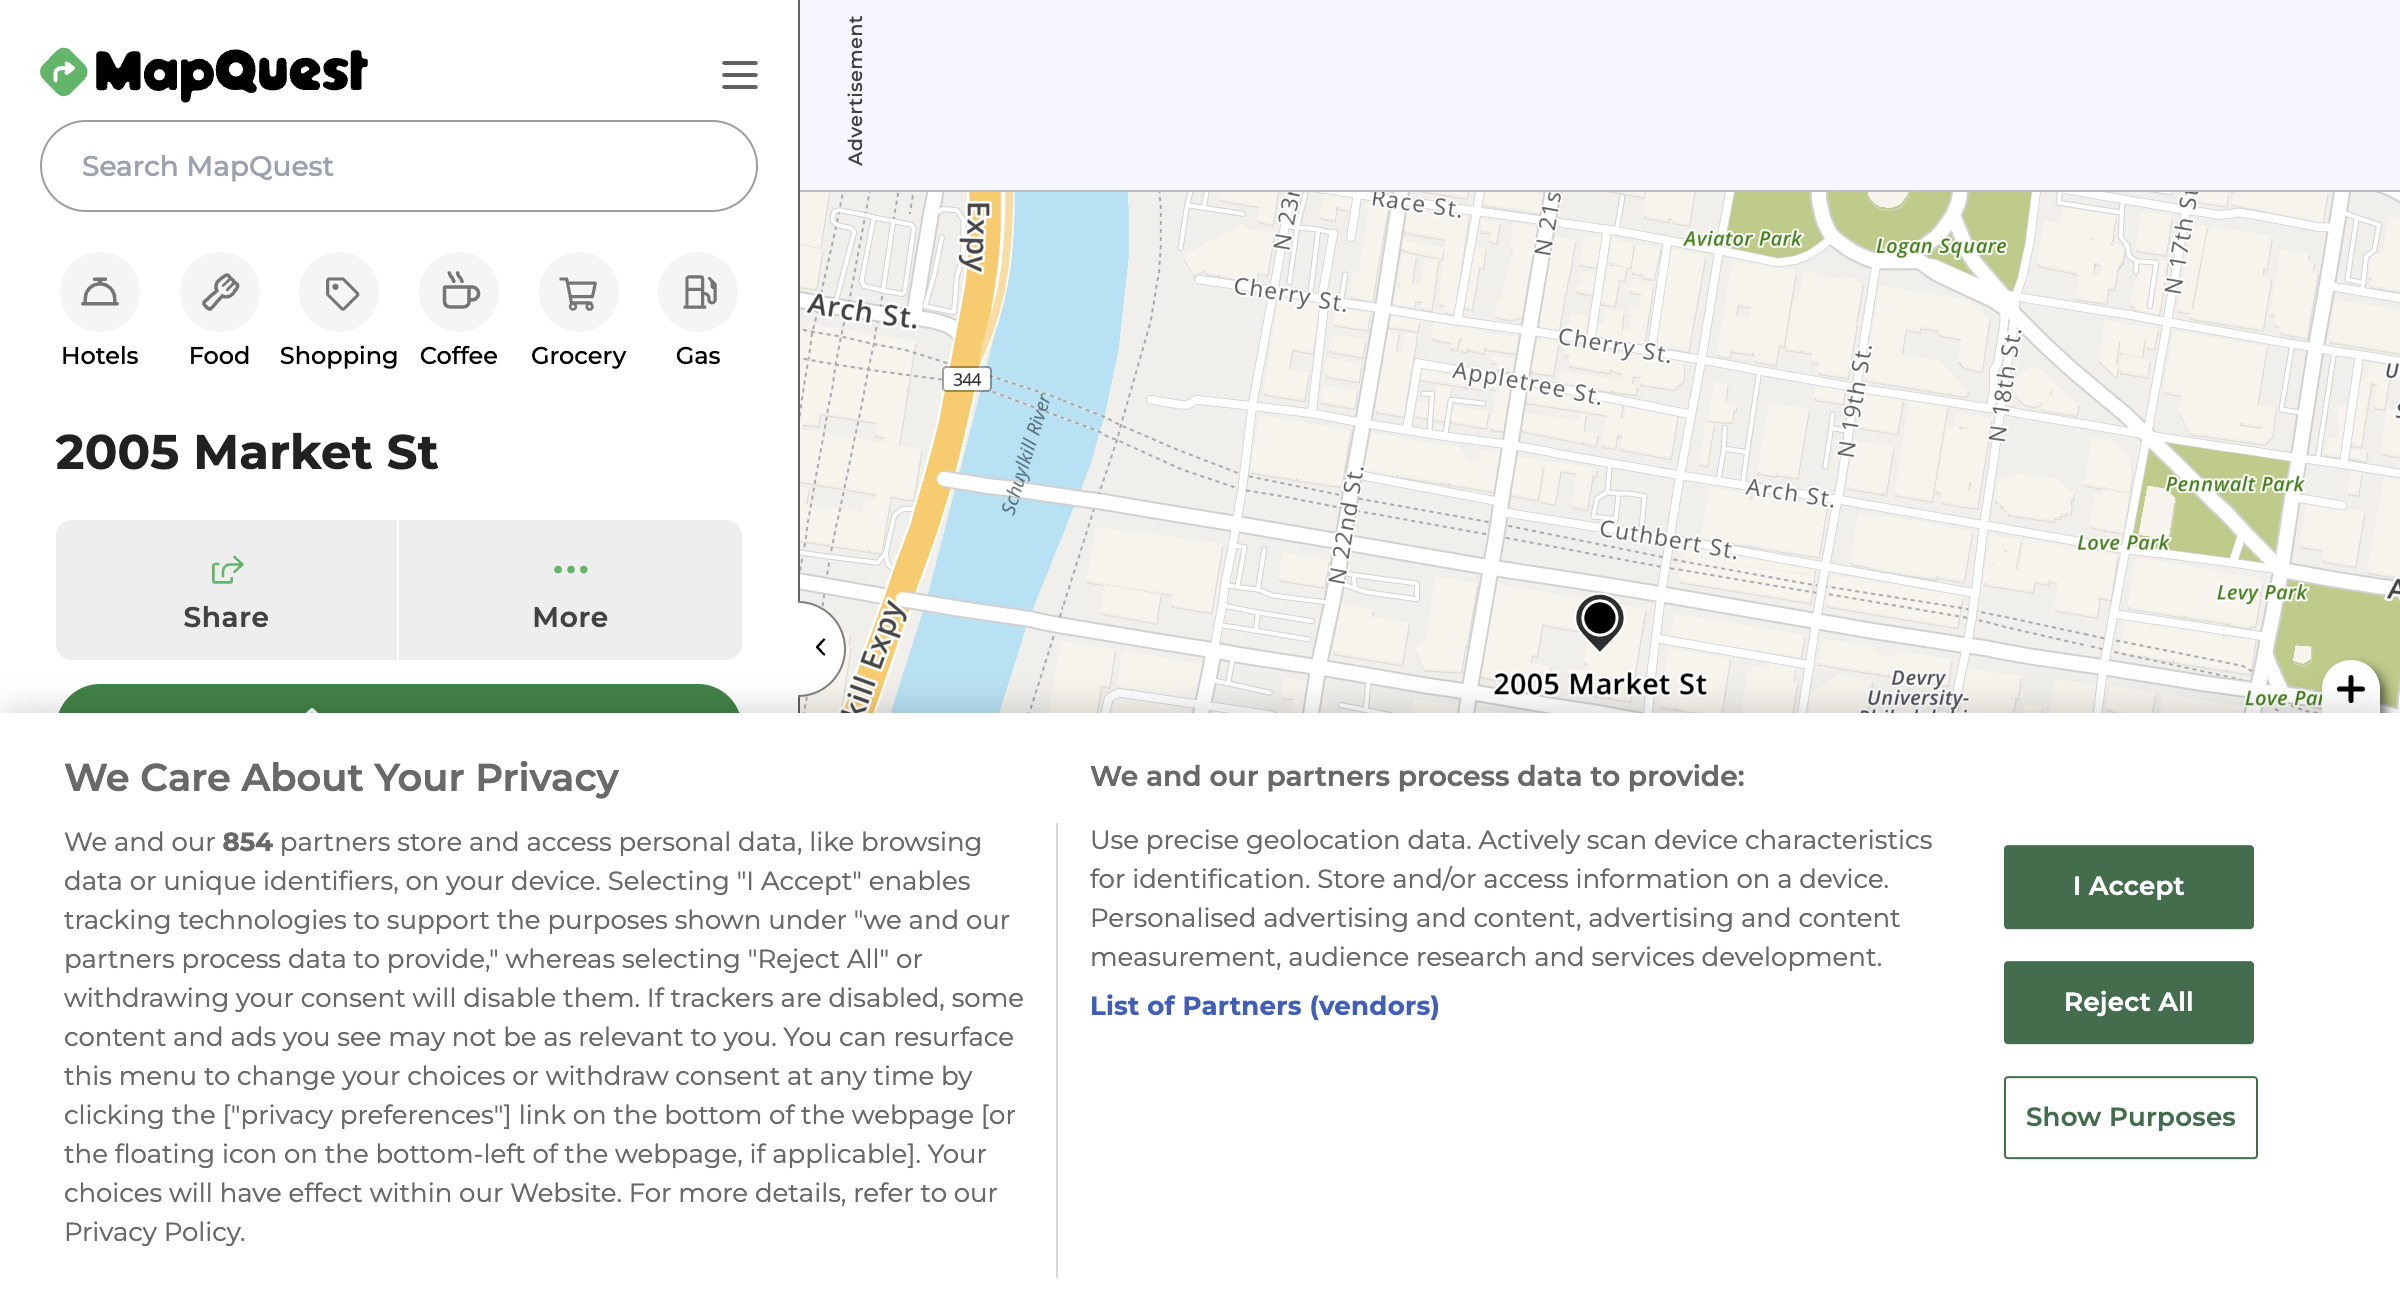 MapQuest
Search MapQuest
Hotels
Food
Shopping
Coffee
Grocery
Gas
2005 Market St
Share
More
Advertisement
Expy
Race St.
N 21s
N 17th St
Aviator Park
Logan Square
Arch St.
Cherry St.
Cherry St.
Appletree St.
N 19th St.
N 18th St.
344
Schuylkill River
N 22nd St.
Arch St.
Pennwalt Park
Cuthbert St.
Love Park
Levy Park
kill Expy
2005 Market St
Devry
University-
Love Par
We Care About Your Privacy
We and our 854 partners store and access personal data, like browsing
data or unique identifiers, on your device. Selecting "I Accept" enables
tracking technologies to support the purposes shown under "we and our
partners process data to provide," whereas selecting "Reject All" or
withdrawing your consent will disable them. If trackers are disabled, some
content and ads you see may not be as relevant to you. You can resurface
this menu to change your choices or withdraw consent at any time by
clicking the ["privacy preferences"] link on the bottom of the webpage [or
the floating icon on the bottom-left of the webpage, if applicable]. Your
choices will have effect within our Website. For more details, refer to our
Privacy Policy.
We and our partners process data to provide:
Use precise geolocation data. Actively scan device characteristics
for identification. Store and/or access information on a device.
Personalised advertising and content, advertising and content
measurement, audience research and services development.
List of Partners (vendors)
I Accept
Reject All
Show Purposes